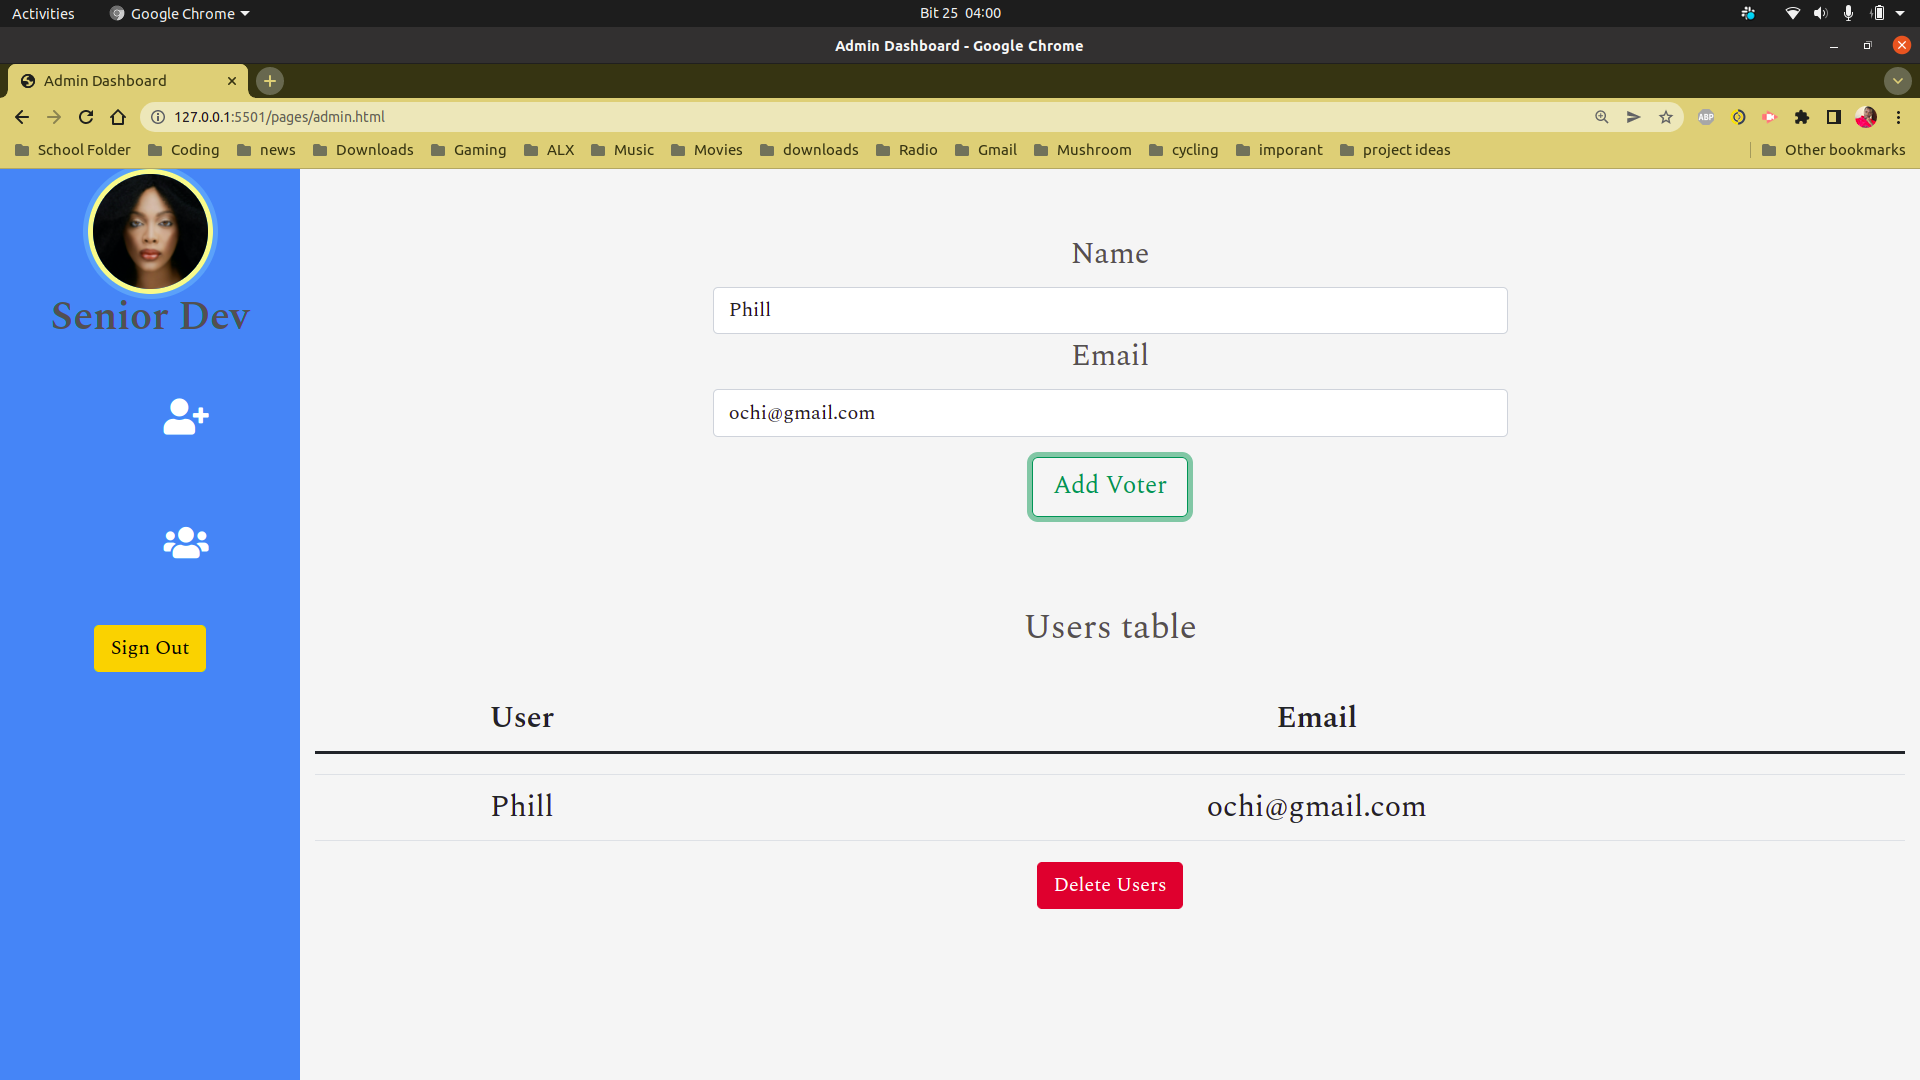 Activities Google Chrome Bit 25 04:00
Admin Dashboard - Google Chrome
Admin Dashboard
127.0.0.1:5501/pages/admin.html ABP
School Folder Coding news Downloads Gaming ALX Music Movies downloads Radio Gmail Mushroom cycling imporant project ideas Other bookmarks
Senior Dev
Sign Out
Name
Phill
Email
ochi@gmail.com
Add Voter
Users table
User Email
Phill ochi@gmail.com
Delete Users